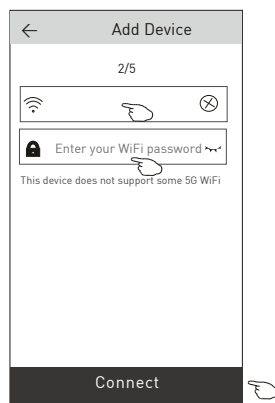 Add Device
2/5
Enter your WiFi password
This device does not support some 5G WiFi
Connect